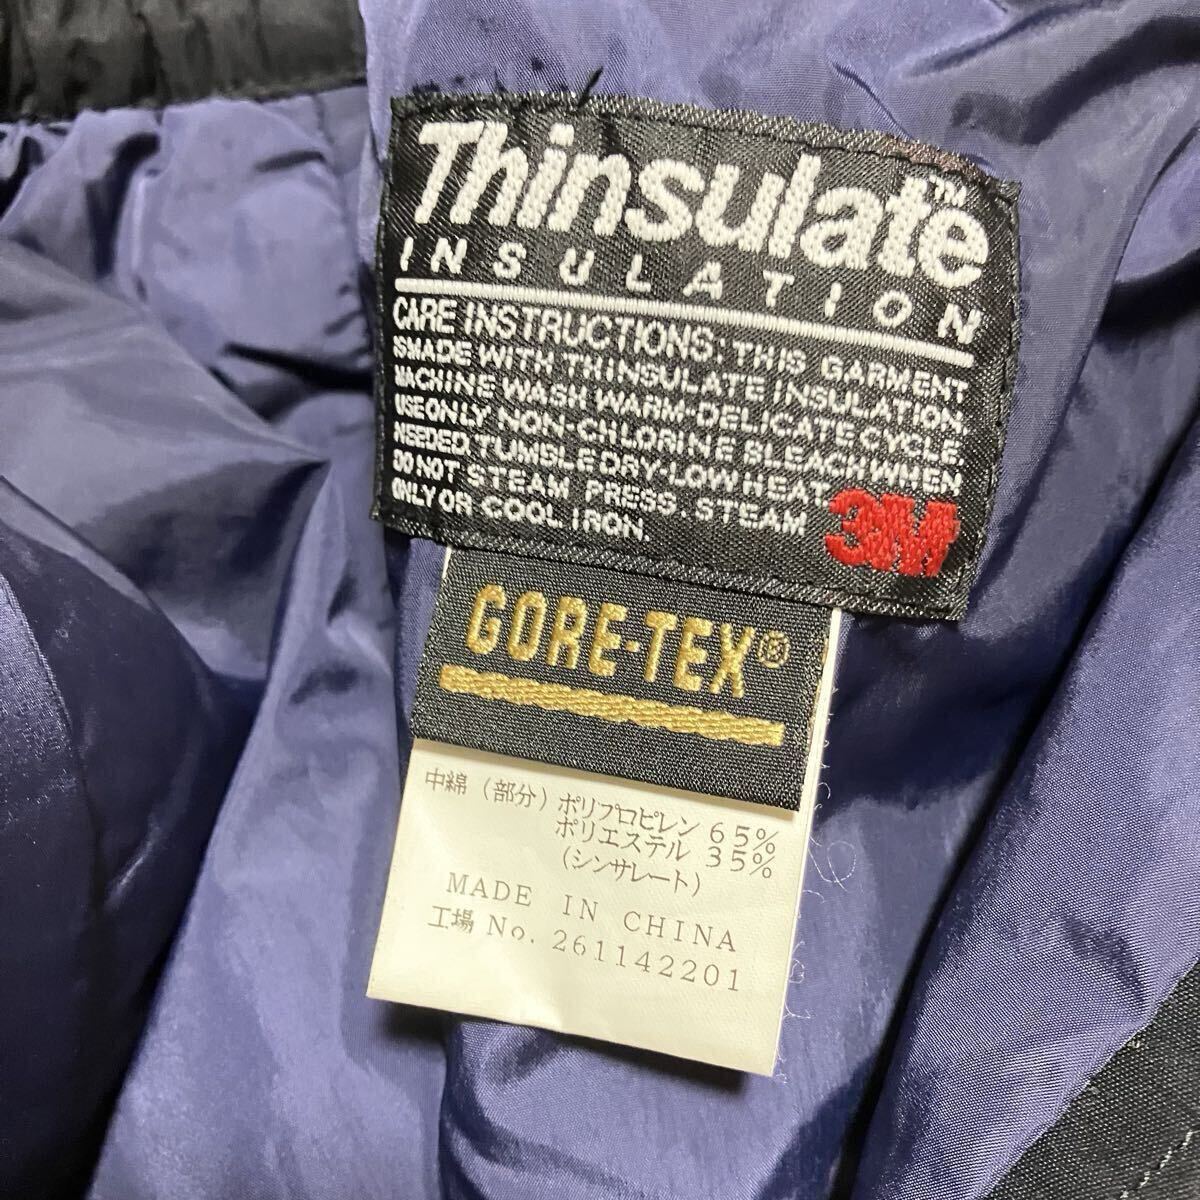 Thinsulate™
INSULATION
CARE INSTRUCTIONS: THIS GARMENT
ISMADE WITH THINSULATE INSULATION
MACHINE WASH WARM-DELICATE CYCLE
USE ONLY NON-CHLORINE BLEACH WHEN
NEEDED TUMBLE DRY-LOW HEAT
DO NOT STEAM PRESS. STEAM
ONLY OR COOL IRON.
3M
GORE-TEX®
中綿（部分）ポリプロピレン 65%
ポリエステル 35%
（シンサレート）
MADE IN CHINA
工場 No. 261142201